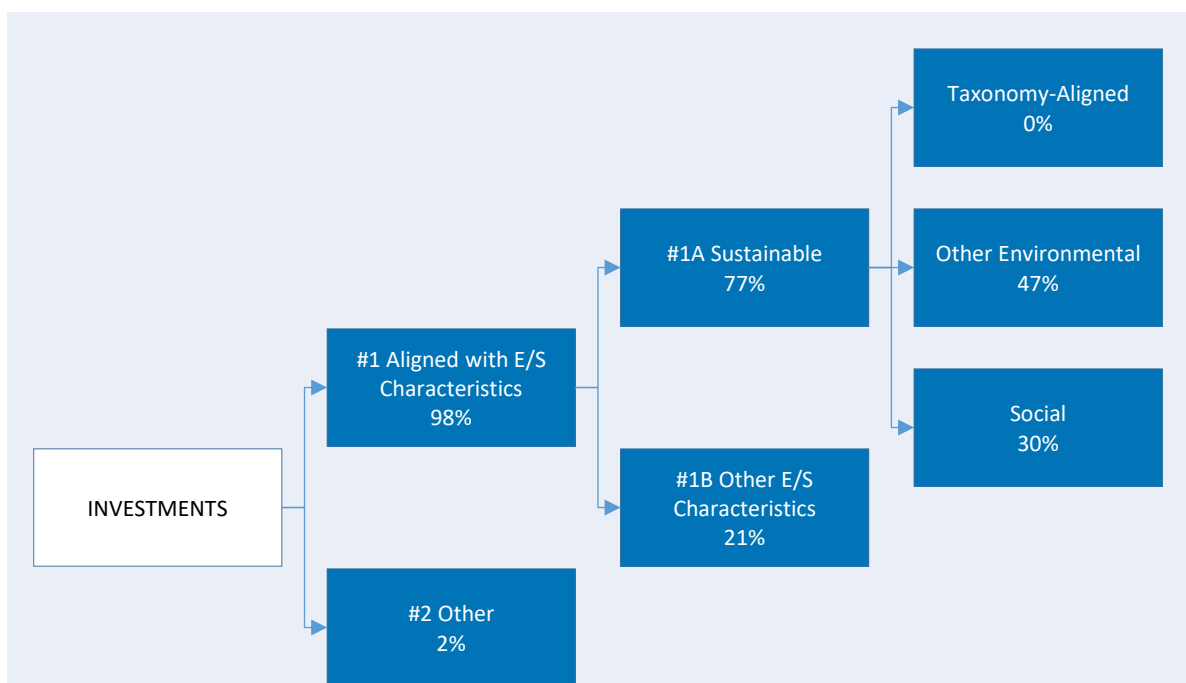 Taxonomy-Aligned
0%
#1A Sustainable
77%
Other Environmental
47%
#1 Aligned with E/S
Characteristics
98%
Social
30%
INVESTMENTS
#1B Other E/S
Characteristics
21%
#2 Other
2%